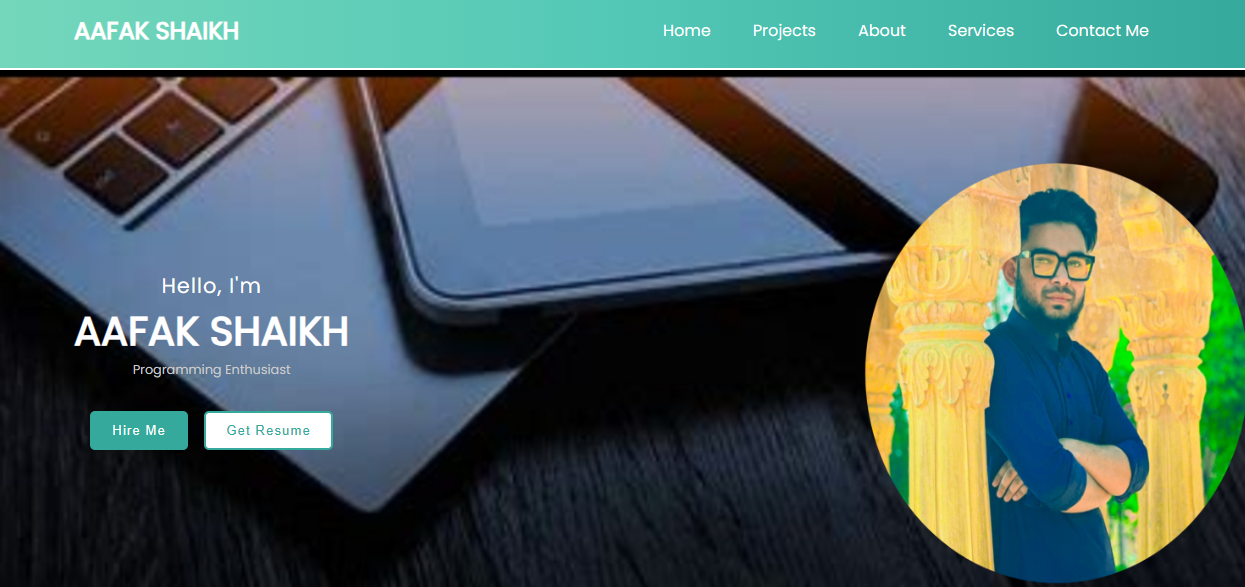 AAFAK SHAIKH
Home Projects About Services Contact Me
Hello, I'm
AAFAK SHAIKH
Programming Enthusiast
Hire Me Get Resume